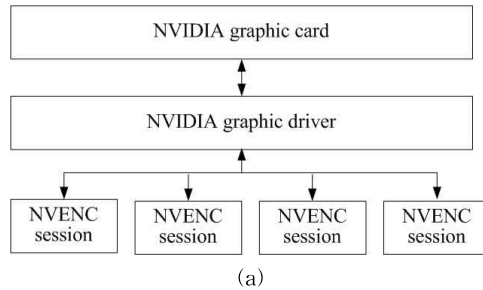 NVIDIA graphic card
NVIDIA graphic driver
NVENC session
NVENC session
NVENC session
NVENC session
(a)